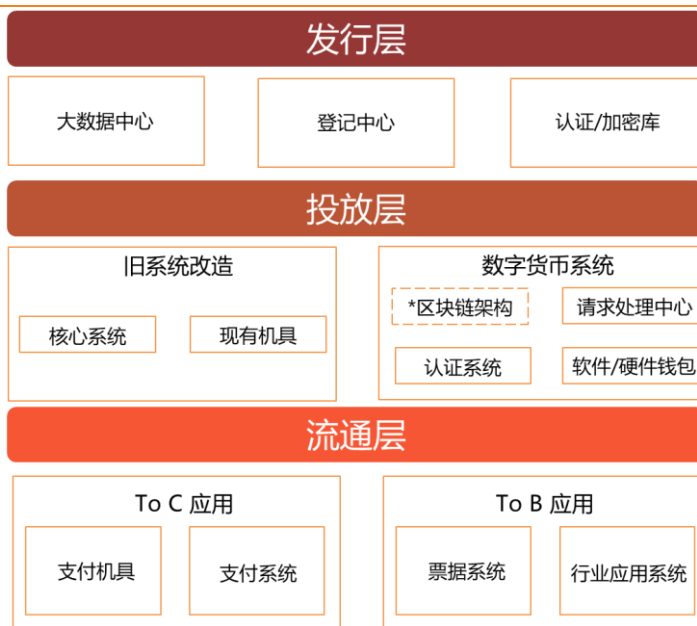 发行层
大数据中心
登记中心
认证/加密库
投放层
旧系统改造
核心系统
现有机具
数字货币系统
*区块链架构
请求处理中心
认证系统
软件/硬件钱包
流通层
To C 应用
支付机具
支付系统
To B 应用
票据系统
行业应用系统